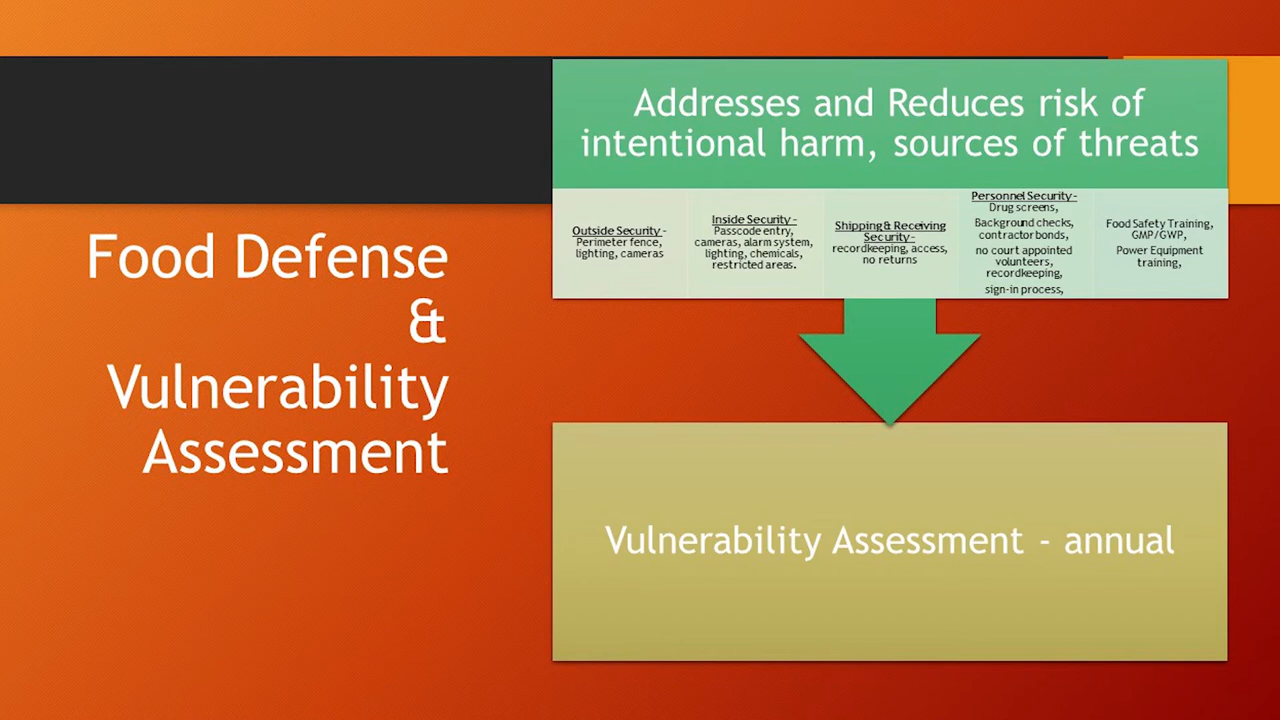 Food Defense
&
Vulnerability
Assessment
Addresses and Reduces risk of
intentional harm, sources of threats
Outside Security -
Perimeter fence,
lighting, cameras
Inside Security -
Passcode entry,
cameras, alarm system,
lighting, chemicals,
restricted areas.
Shipping & Receiving
Security-
recordkeeping, access,
no returns
Personnel Security -
Drug screens,
Background checks,
contractor bonds,
no court appointed
volunteers,
recordkeeping,
sign-in process,
Food Safety Training,
GMP/GWP,
Power Equipment
training,
Vulnerability Assessment - annual